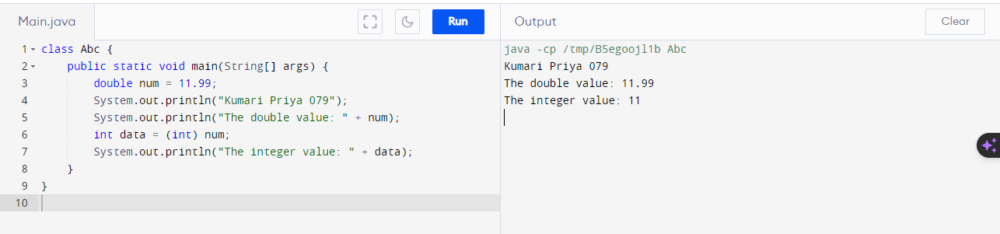 Main.java
Run
Output
Clear
1 class Abc {
2 public static void main(String[] args) {
3 double num = 11.99;
4 System.out.println("Kumari Priya 079");
5 System.out.println("The double value: " + num);
6 int data = (int) num;
7 System.out.println("The integer value: " + data);
8 }
9 }
10
java -cp /tmp/B5egoojl1b Abc
Kumari Priya 079
The double value: 11.99
The integer value: 11